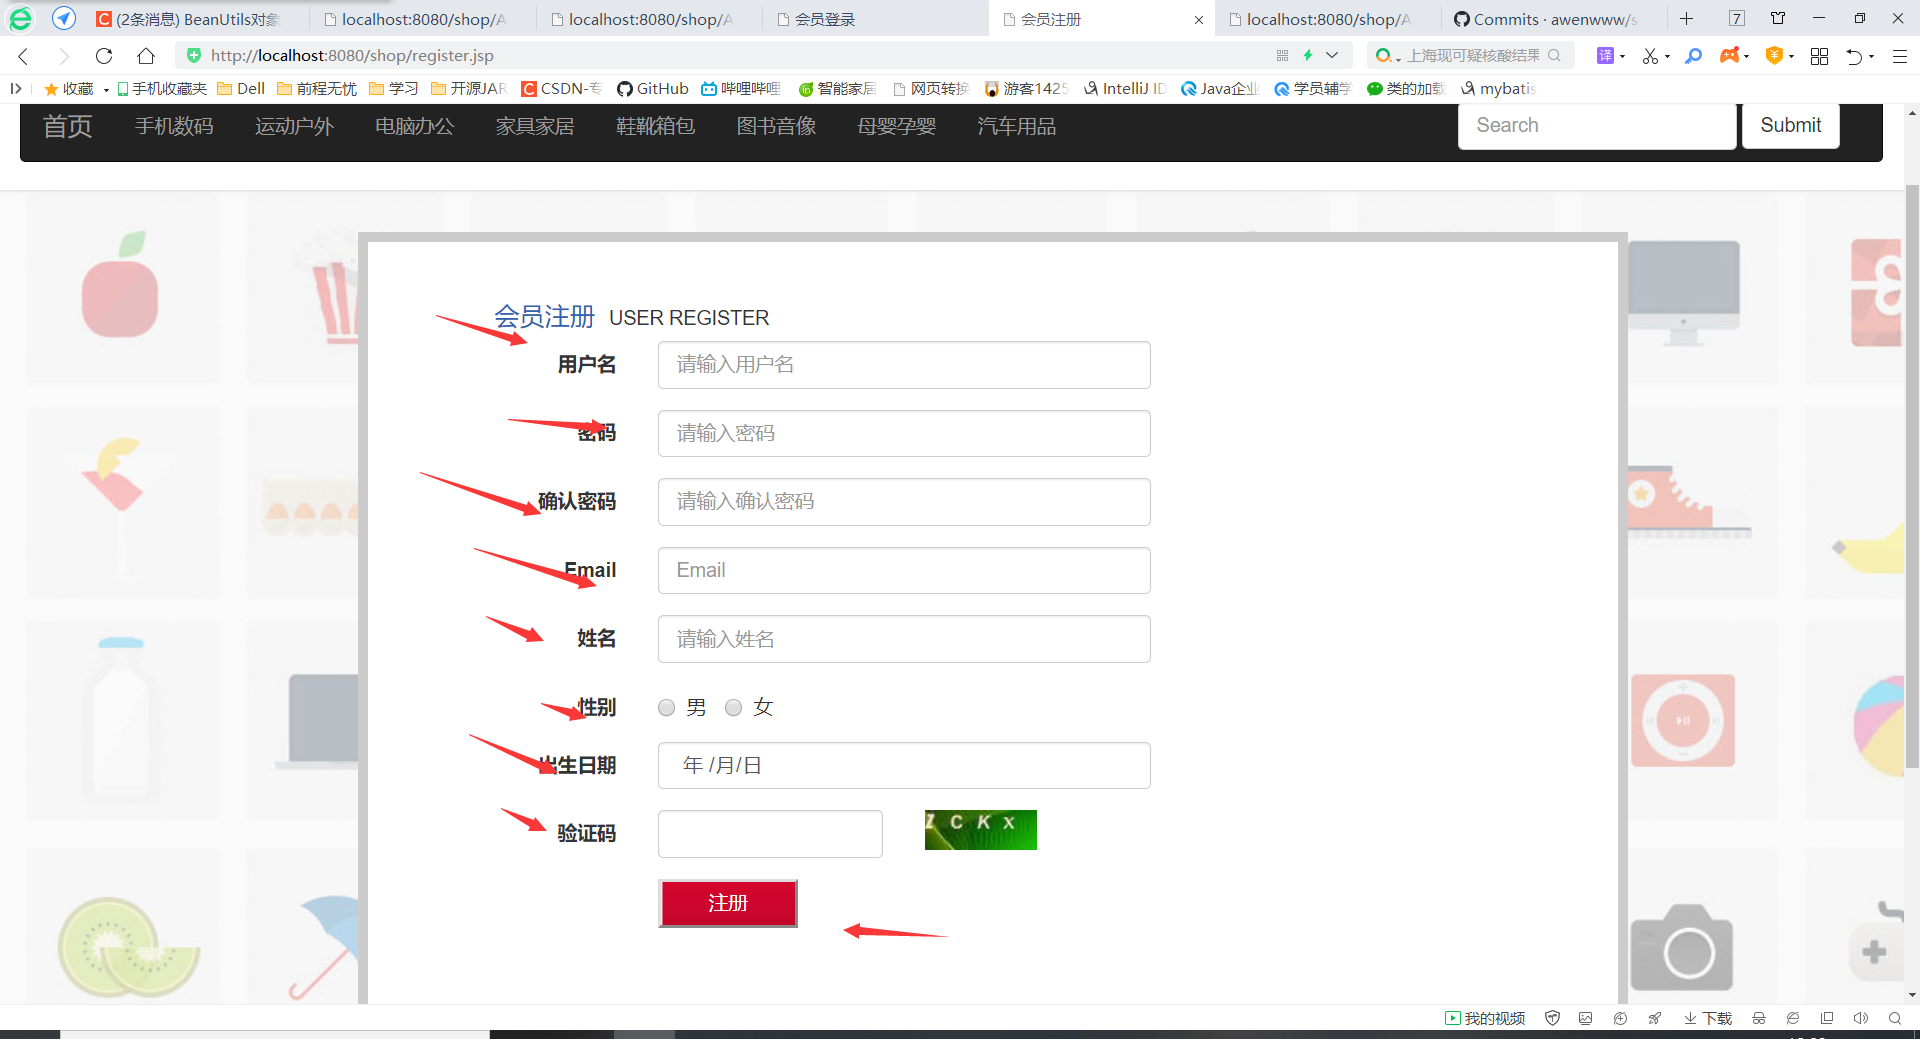 (2条消息) BeanUtils对象
localhost:8080/shop/A
localhost:8080/shop/A
会员登录
会员注册
localhost:8080/shop/A
Commits · awenwww/s
7
http://localhost:8080/shop/register.jsp
上海现可疑核酸结果
译
收藏
手机收藏夹
Dell
前程无忧
学习
开源JAR
CSDN-专
GitHub
哔哩哔哩
智能家居
网页转换
游客1425
IntelliJ ID
Java企业
学员辅学
类的加载
mybatis
首页 手机数码 运动户外 电脑办公 家具家居 鞋靴箱包 图书音像 母婴孕婴 汽车用品
Search
Submit
会员注册 USER REGISTER
用户名 请输入用户名
密码 请输入密码
确认密码 请输入确认密码
Email Email
姓名 请输入姓名
性别 男 女
出生日期 年 /月/日
验证码
Z C K X
注册
我的视频
下载